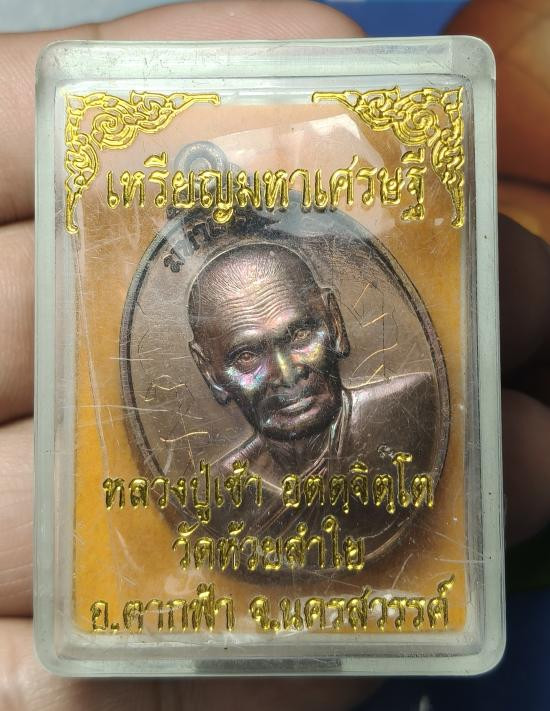 เหรียญมหาเศรษฐี
หลวงปู่เช้า อตฺตจิตฺโต
วัดห้วยลำใย
อ.ตากฟ้า จ.นครสวรรค์